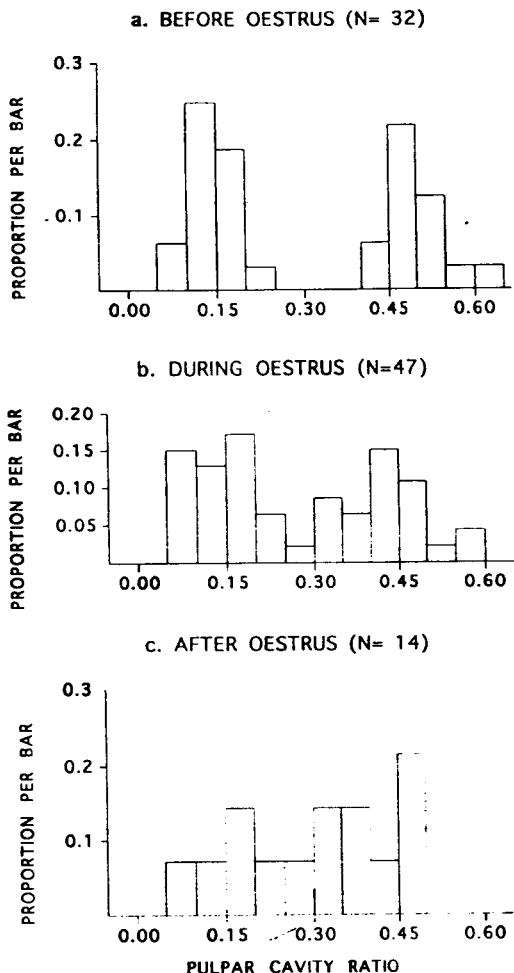 a. BEFORE OESTRUS (N= 32)
PROPORTION PER BAR
0.3
0.2
0.1
0.00 0.15 0.30 0.45 0.60
b. DURING OESTRUS (N=47)
PROPORTION PER BAR
0.20
0.15
0.10
0.05
0.00 0.15 0.30 0.45 0.60
c. AFTER OESTRUS (N= 14)
PROPORTION PER BAR
0.3
0.2
0.1
0.00 0.15 0.30 0.45 0.60
PULPAR CAVITY RATIO